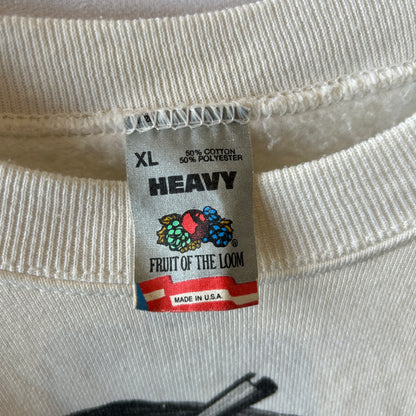 XL
50% COTTON
50% POLYESTER
HEAVY
®
FRUIT OF THE LOOM
MADE IN U.S.A.